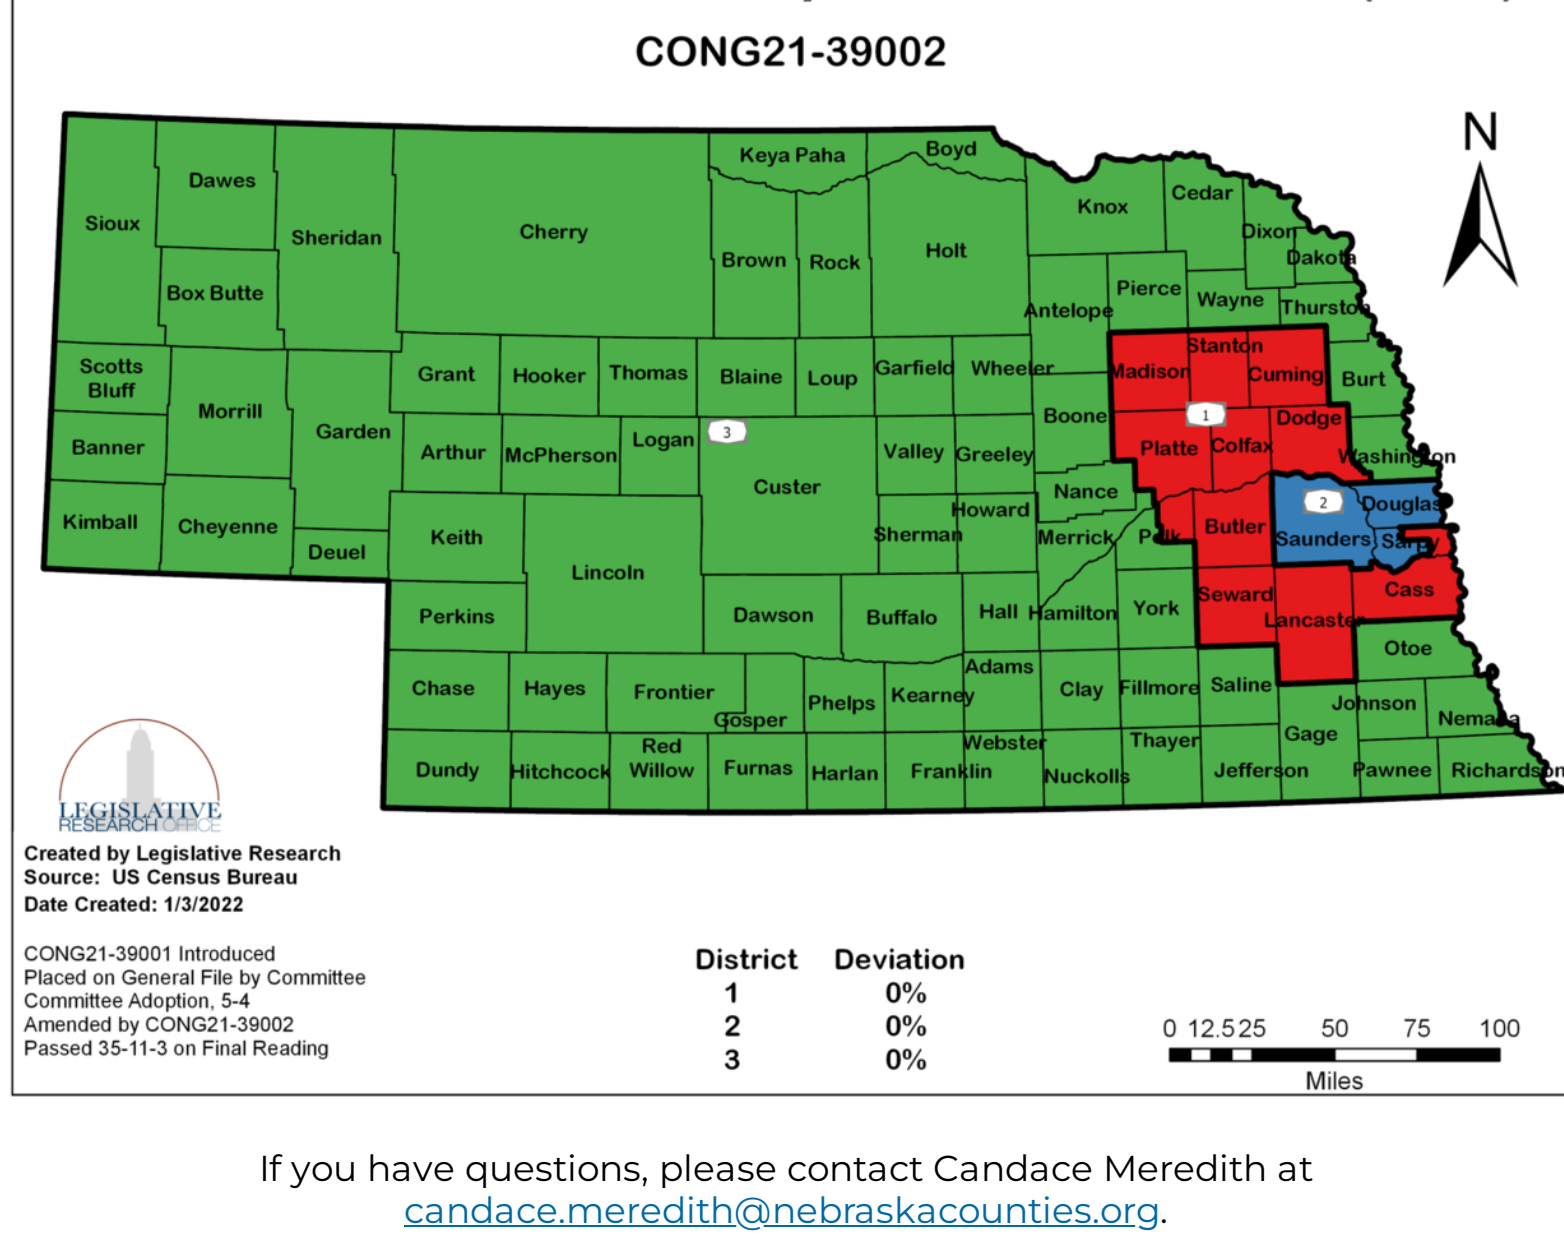 CONG21-39002
N
Keya Paha
Boyd
Dawes
Cedar
Knox
Sioux
Cherry
Dixon
Sheridan
Holt
Brown
Rock
Dakota
Box Butte
Pierce
Wayne
Thurston
Antelope
Stanton
Scotts
Bluff
Grant
Hooker
Thomas
Blaine
Loup
Garfield
Wheeler
Madison
Cuming
Burt
Morrill
Boone
1
Dodge
Garden
3
Logan
Banner
Arthur
McPherson
Valley
Greeley
Platte
Colfax
Washington
Custer
Nance
2
Douglas
Kimball
Cheyenne
Howard
Butler
Keith
Sherman
Merrick
Polk
Saunders
Sarpy
Deuel
Lincoln
Seward
Cass
Perkins
Dawson
Buffalo
Hall
Hamilton
York
Lancaster
Otoe
Adams
Chase
Hayes
Frontier
Phelps
Kearney
Clay
Fillmore
Saline
Gosper
Johnson
Nemaha
Red
Willow
Webster
Thayer
Gage
Dundy
Hitchcock
Furnas
Harlan
Franklin
Nuckolls
Jefferson
Pawnee
Richardson
LEGISLATIVE
RESEARCH OFFICE
Created by Legislative Research
Source: US Census Bureau
Date Created: 1/3/2022
CONG21-39001 Introduced
Placed on General File by Committee
Committee Adoption, 5-4
Amended by CONG21-39002
Passed 35-11-3 on Final Reading
District Deviation
1 0%
2 0%
3 0%
0 12.5 25 50 75 100
Miles
If you have questions, please contact Candace Meredith at
candace.meredith@nebraskacounties.org.